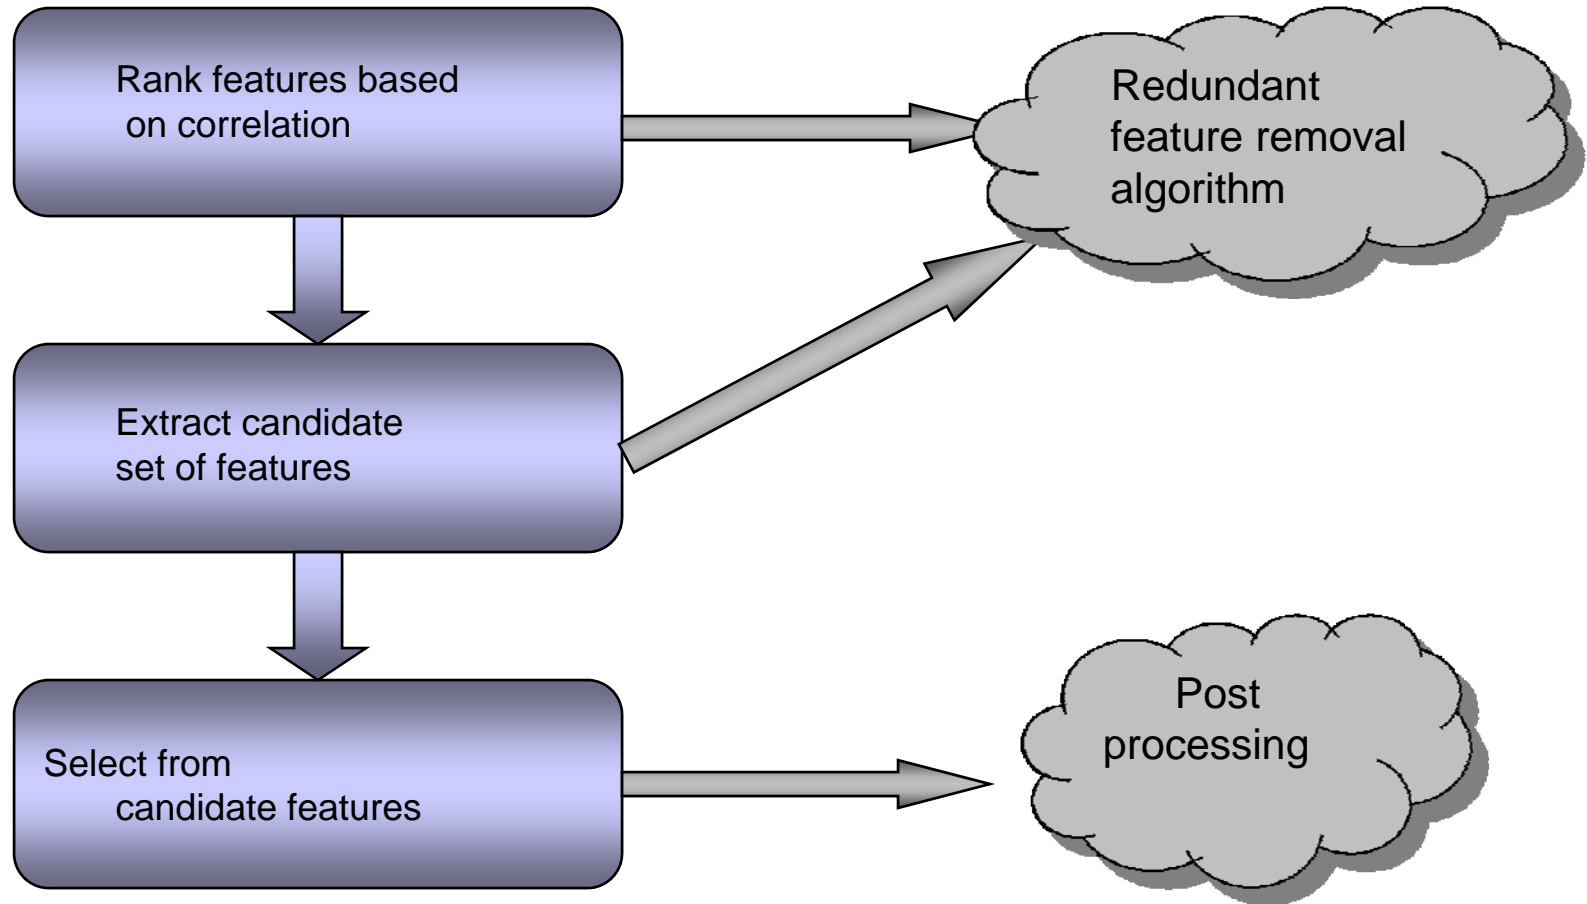 Rank features based
on correlation
Redundant
feature removal
algorithm
Extract candidate
set of features
Select from
candidate features
Post
processing